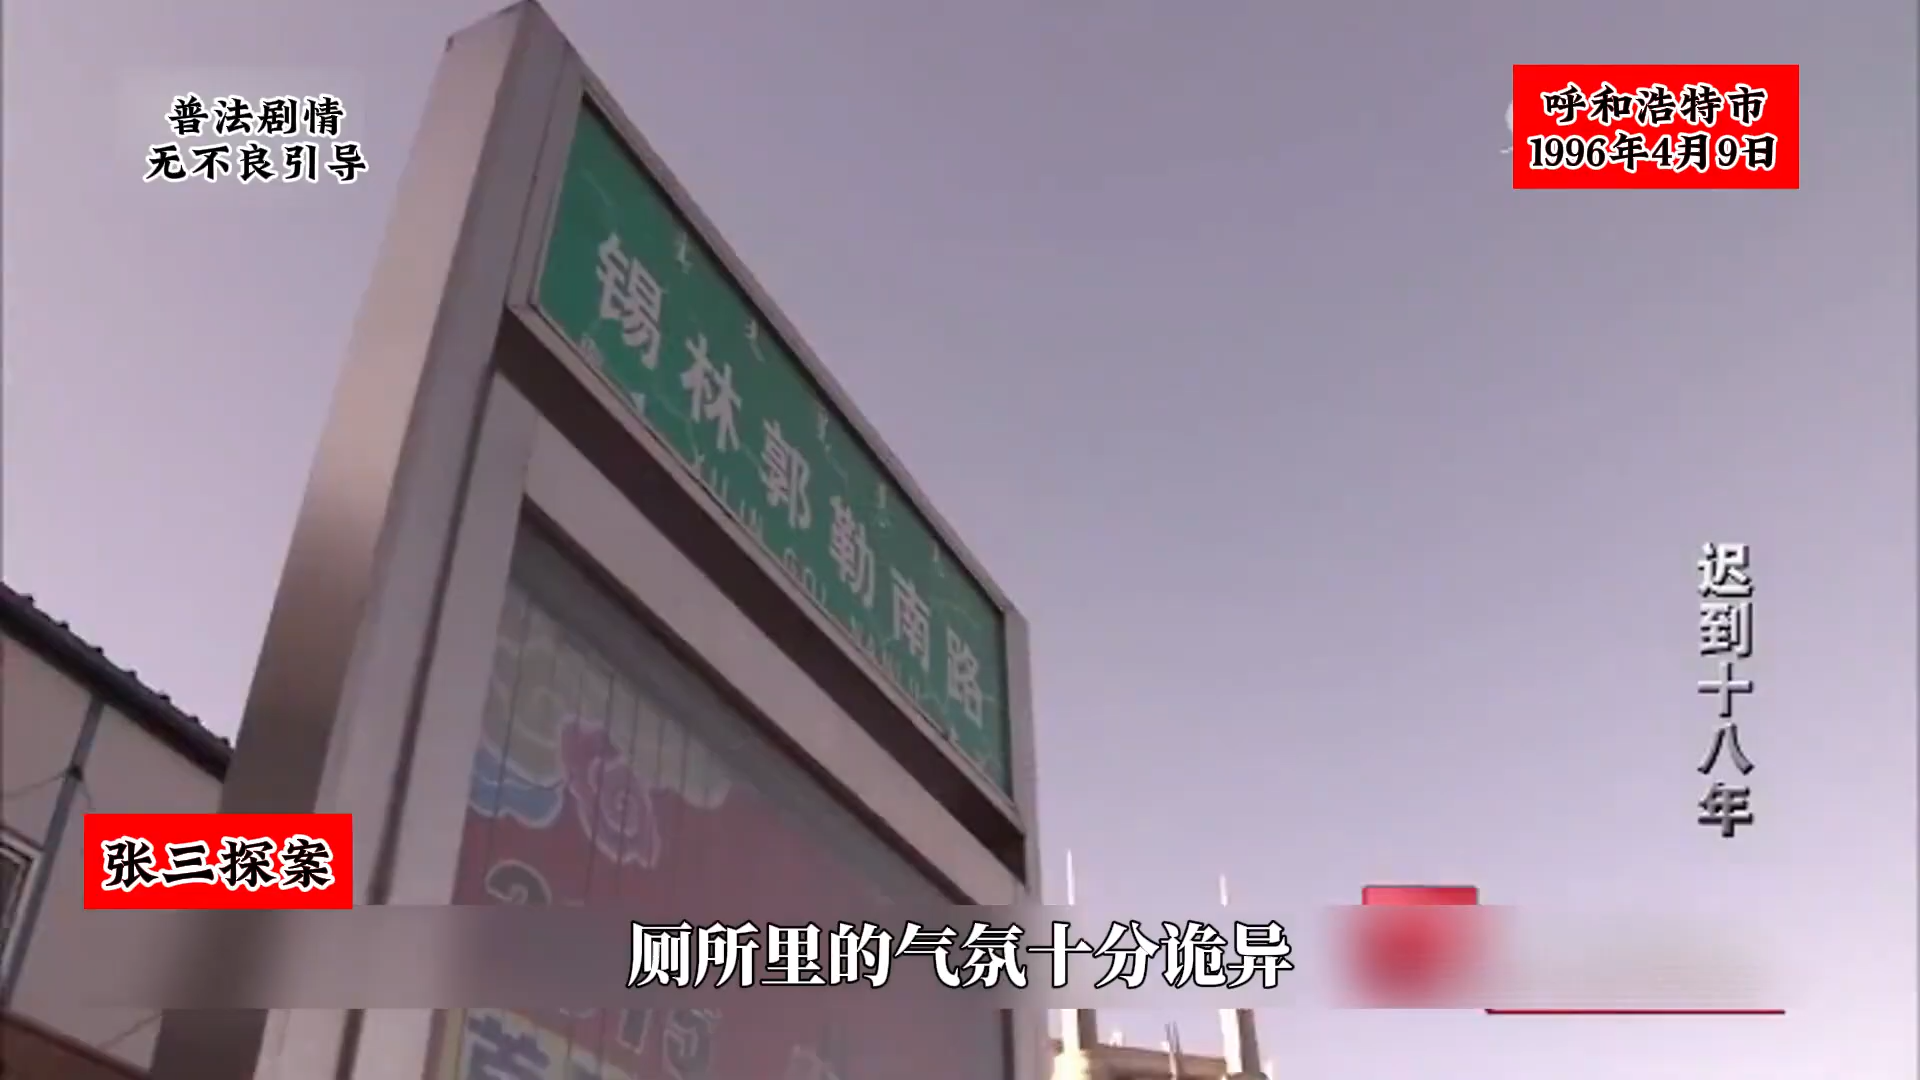 普法剧情
无不良引导
呼和浩特市
1996年4月9日
锡林郭勒南路
迟到十八年
张三探案
厕所里的气氛十分诡异